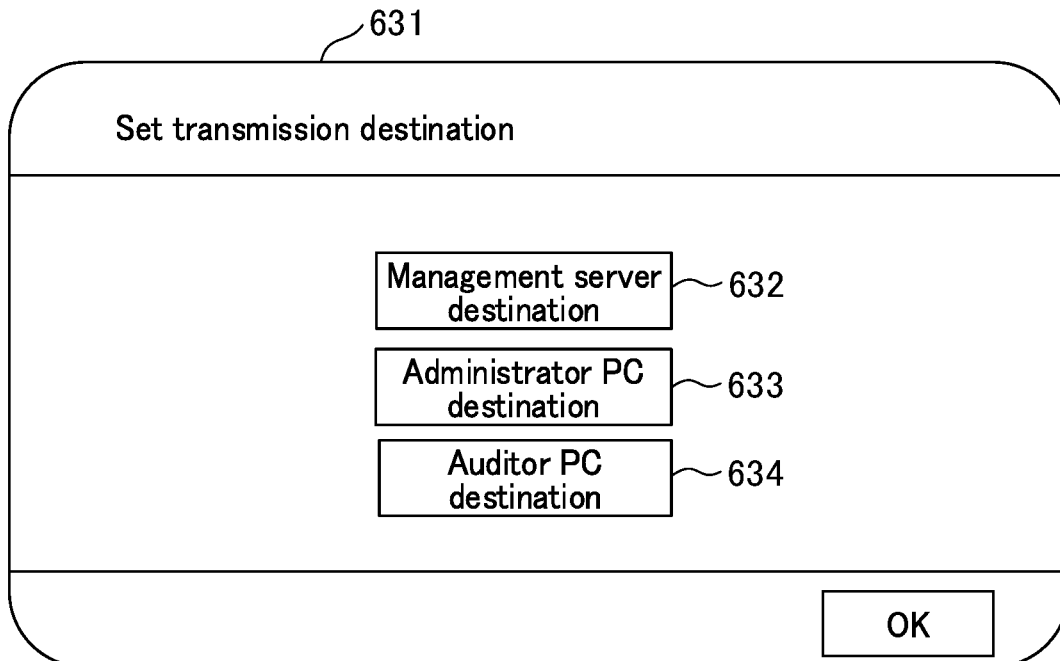 631
Set transmission destination
Management server
destination
632
Administrator PC
destination
633
Auditor PC
destination
634
OK